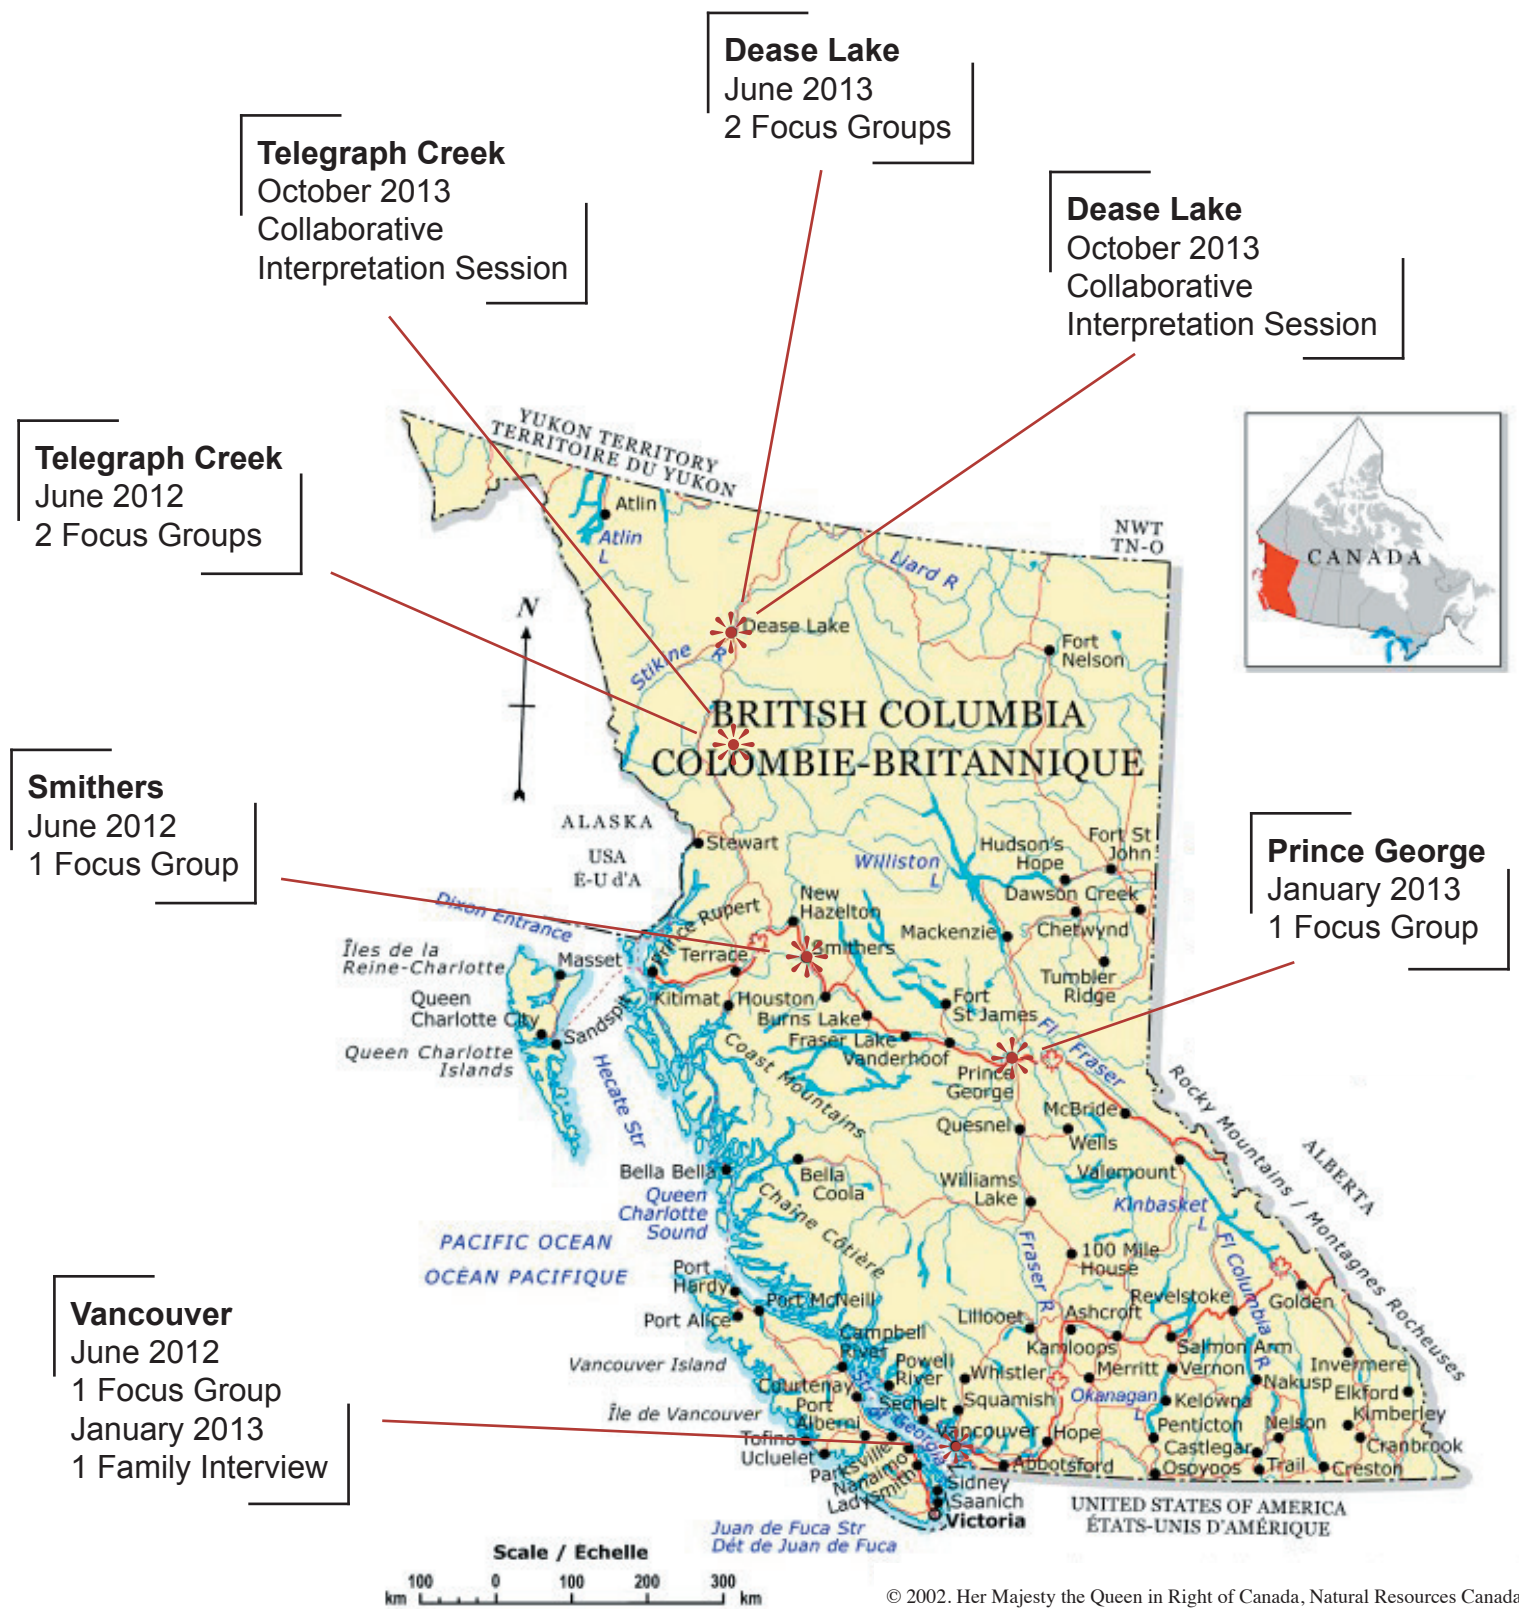 Dease Lake
June 2013
2 Focus Groups
Telegraph Creek
October 2013
Collaborative
Interpretation Session
Dease Lake
October 2013
Collaborative
Interpretation Session
Telegraph Creek
June 2012
2 Focus Groups
Smithers
June 2012
1 Focus Group
Prince George
January 2013
1 Focus Group
Vancouver
June 2012
1 Focus Group
January 2013
1 Family Interview
YUKON TERRITORY
TERRITOIRE DU YUKON
NWT
TN-O
CANADA
Atlin
Atlin
L
Liard R
N
Dease Lake
Stikine
R
Fort
Nelson
BRITISH COLUMBIA
COLOMBIE-BRITANNIQUE
ALASKA
USA
É-U d'A
Stewart
Williston
L
Hudson's
Hope
Fort St
John
Dawson Creek
Chetwynd
Mackenzie
Tumbler
Ridge
New
Hazelton
Smithers
Dixon Entrance
Prince Rupert
Terrace
Îles de la
Reine-Charlotte
Masset
Queen
Charlotte City
Sandspit
Queen Charlotte
Islands
Kitimat
Houston
Burns Lake
Fraser Lake
Vanderhoof
Fort
St James
Prince
George
Fl Fraser
Hecate Str
Coast Mountains
McBride
Quesnel
Wells
Valemount
Rocky Mountains / Montagnes Rocheuses
ALBERTA
Bella Bella
Bella
Coola
Williams
Lake
Kinbasket
L
Queen
Charlotte
Sound
Chaîne Côtière
PACIFIC OCEAN
OCÉAN PACIFIQUE
Fraser R
100 Mile
House
Fl Columbia R
Port
Hardy
Port McNeill
Port Alice
Lillooet
Ashcroft
Revelstoke
Golden
Campbell
River
Kamloops
Salmon Arm
Invermere
Vancouver Island
Powell
River
Whistler
Merritt
Vernon
Nakusp
Elkford
Courtenay
Str of Georgia
Sechelt
Squamish
Okanagan
L
Kelowna
Kimberley
Île de Vancouver
Port
Alberni
Vancouver
Hope
Penticton
Nelson
Cranbrook
Tofino
Ucluelet
Parksville
Nanaimo
Ladysmith
Abbotsford
Castlegar
Osoyoos
Trail
Creston
Sidney
Saanich
Victoria
UNITED STATES OF AMERICA
ÉTATS-UNIS D'AMÉRIQUE
Juan de Fuca Str
Dét de Juan de Fuca
Scale / Echelle
100 0 100 200 300
km km
© 2002. Her Majesty the Queen in Right of Canada, Natural Resources Canada